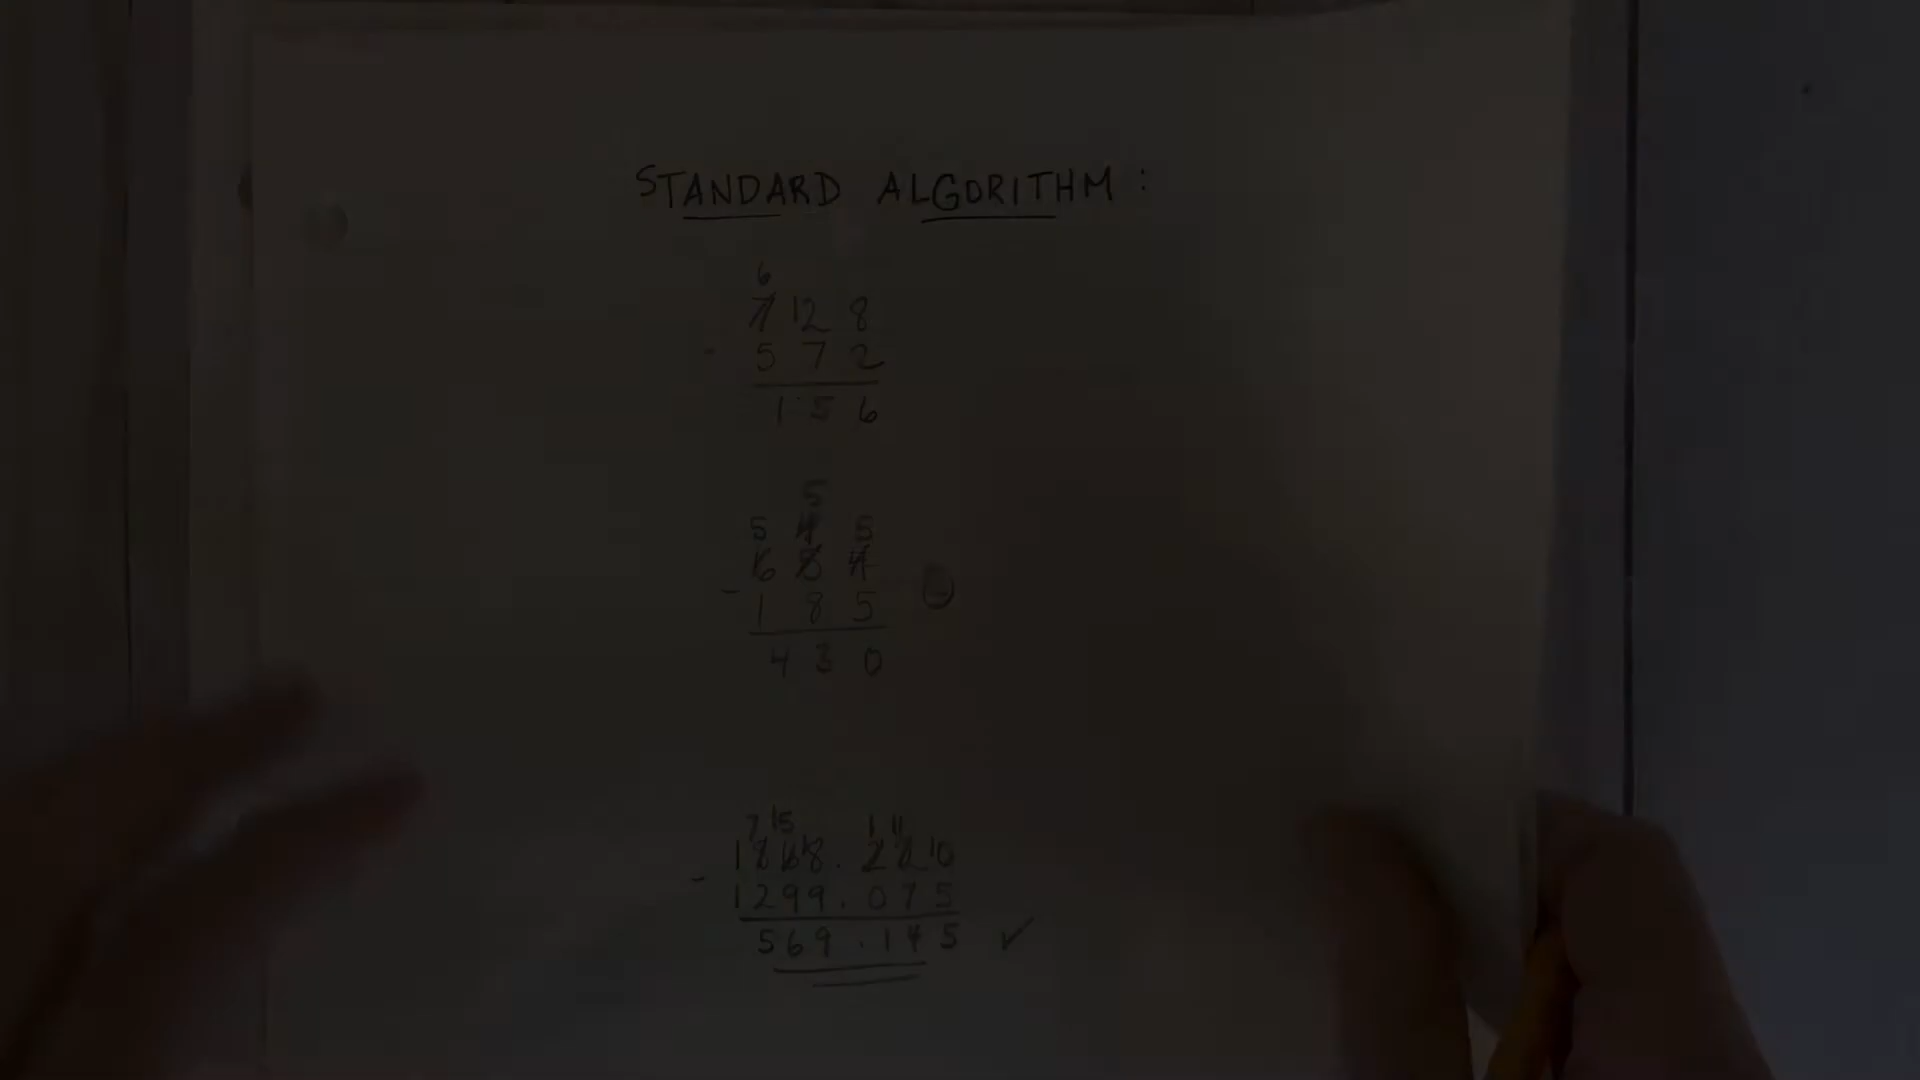 STANDARD ALGORITHM:
6
7 12 8
- 5 7 2
1 5 6
5
5 4 5
6 8 4
- 1 8 5
4 3 0
7 15 . 1 11
1868.2210
- 1299.075
569.145 ✓